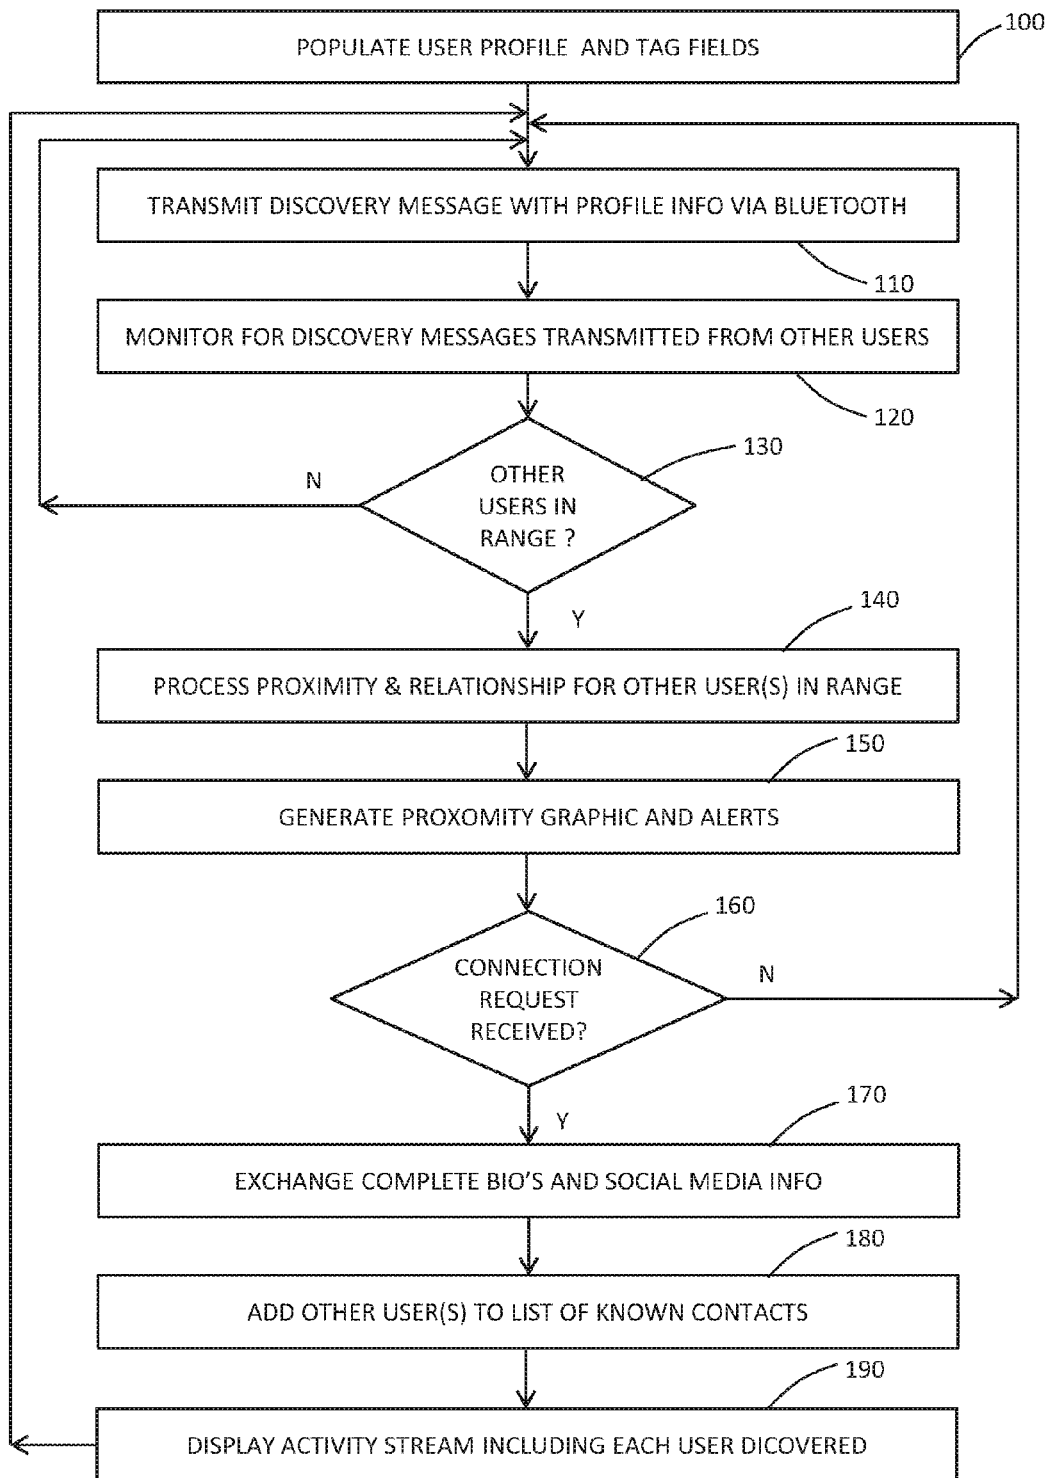 100
POPULATE USER PROFILE AND TAG FIELDS
TRANSMIT DISCOVERY MESSAGE WITH PROFILE INFO VIA BLUETOOTH
110
MONITOR FOR DISCOVERY MESSAGES TRANSMITTED FROM OTHER USERS
120
130
OTHER
USERS IN
RANGE ?
N
Y
140
PROCESS PROXIMITY & RELATIONSHIP FOR OTHER USER(S) IN RANGE
150
GENERATE PROXOMITY GRAPHIC AND ALERTS
160
CONNECTION
REQUEST
RECEIVED?
N
Y
170
EXCHANGE COMPLETE BIO'S AND SOCIAL MEDIA INFO
180
ADD OTHER USER(S) TO LIST OF KNOWN CONTACTS
190
DISPLAY ACTIVITY STREAM INCLUDING EACH USER DICOVERED